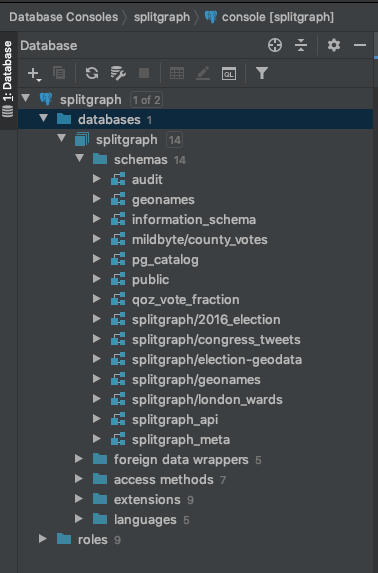 Database Consoles splitgraph console [splitgraph]
1: Database
Database
QL
splitgraph 1 of 2
databases 1
splitgraph 14
schemas 14
audit
geonames
information_schema
mildbyte/county_votes
pg_catalog
public
qoz_vote_fraction
splitgraph/2016_election
splitgraph/congress_tweets
splitgraph/election-geodata
splitgraph/geonames
splitgraph/london_wards
splitgraph_api
splitgraph_meta
foreign data wrappers 5
access methods 7
extensions 9
languages 5
roles 9